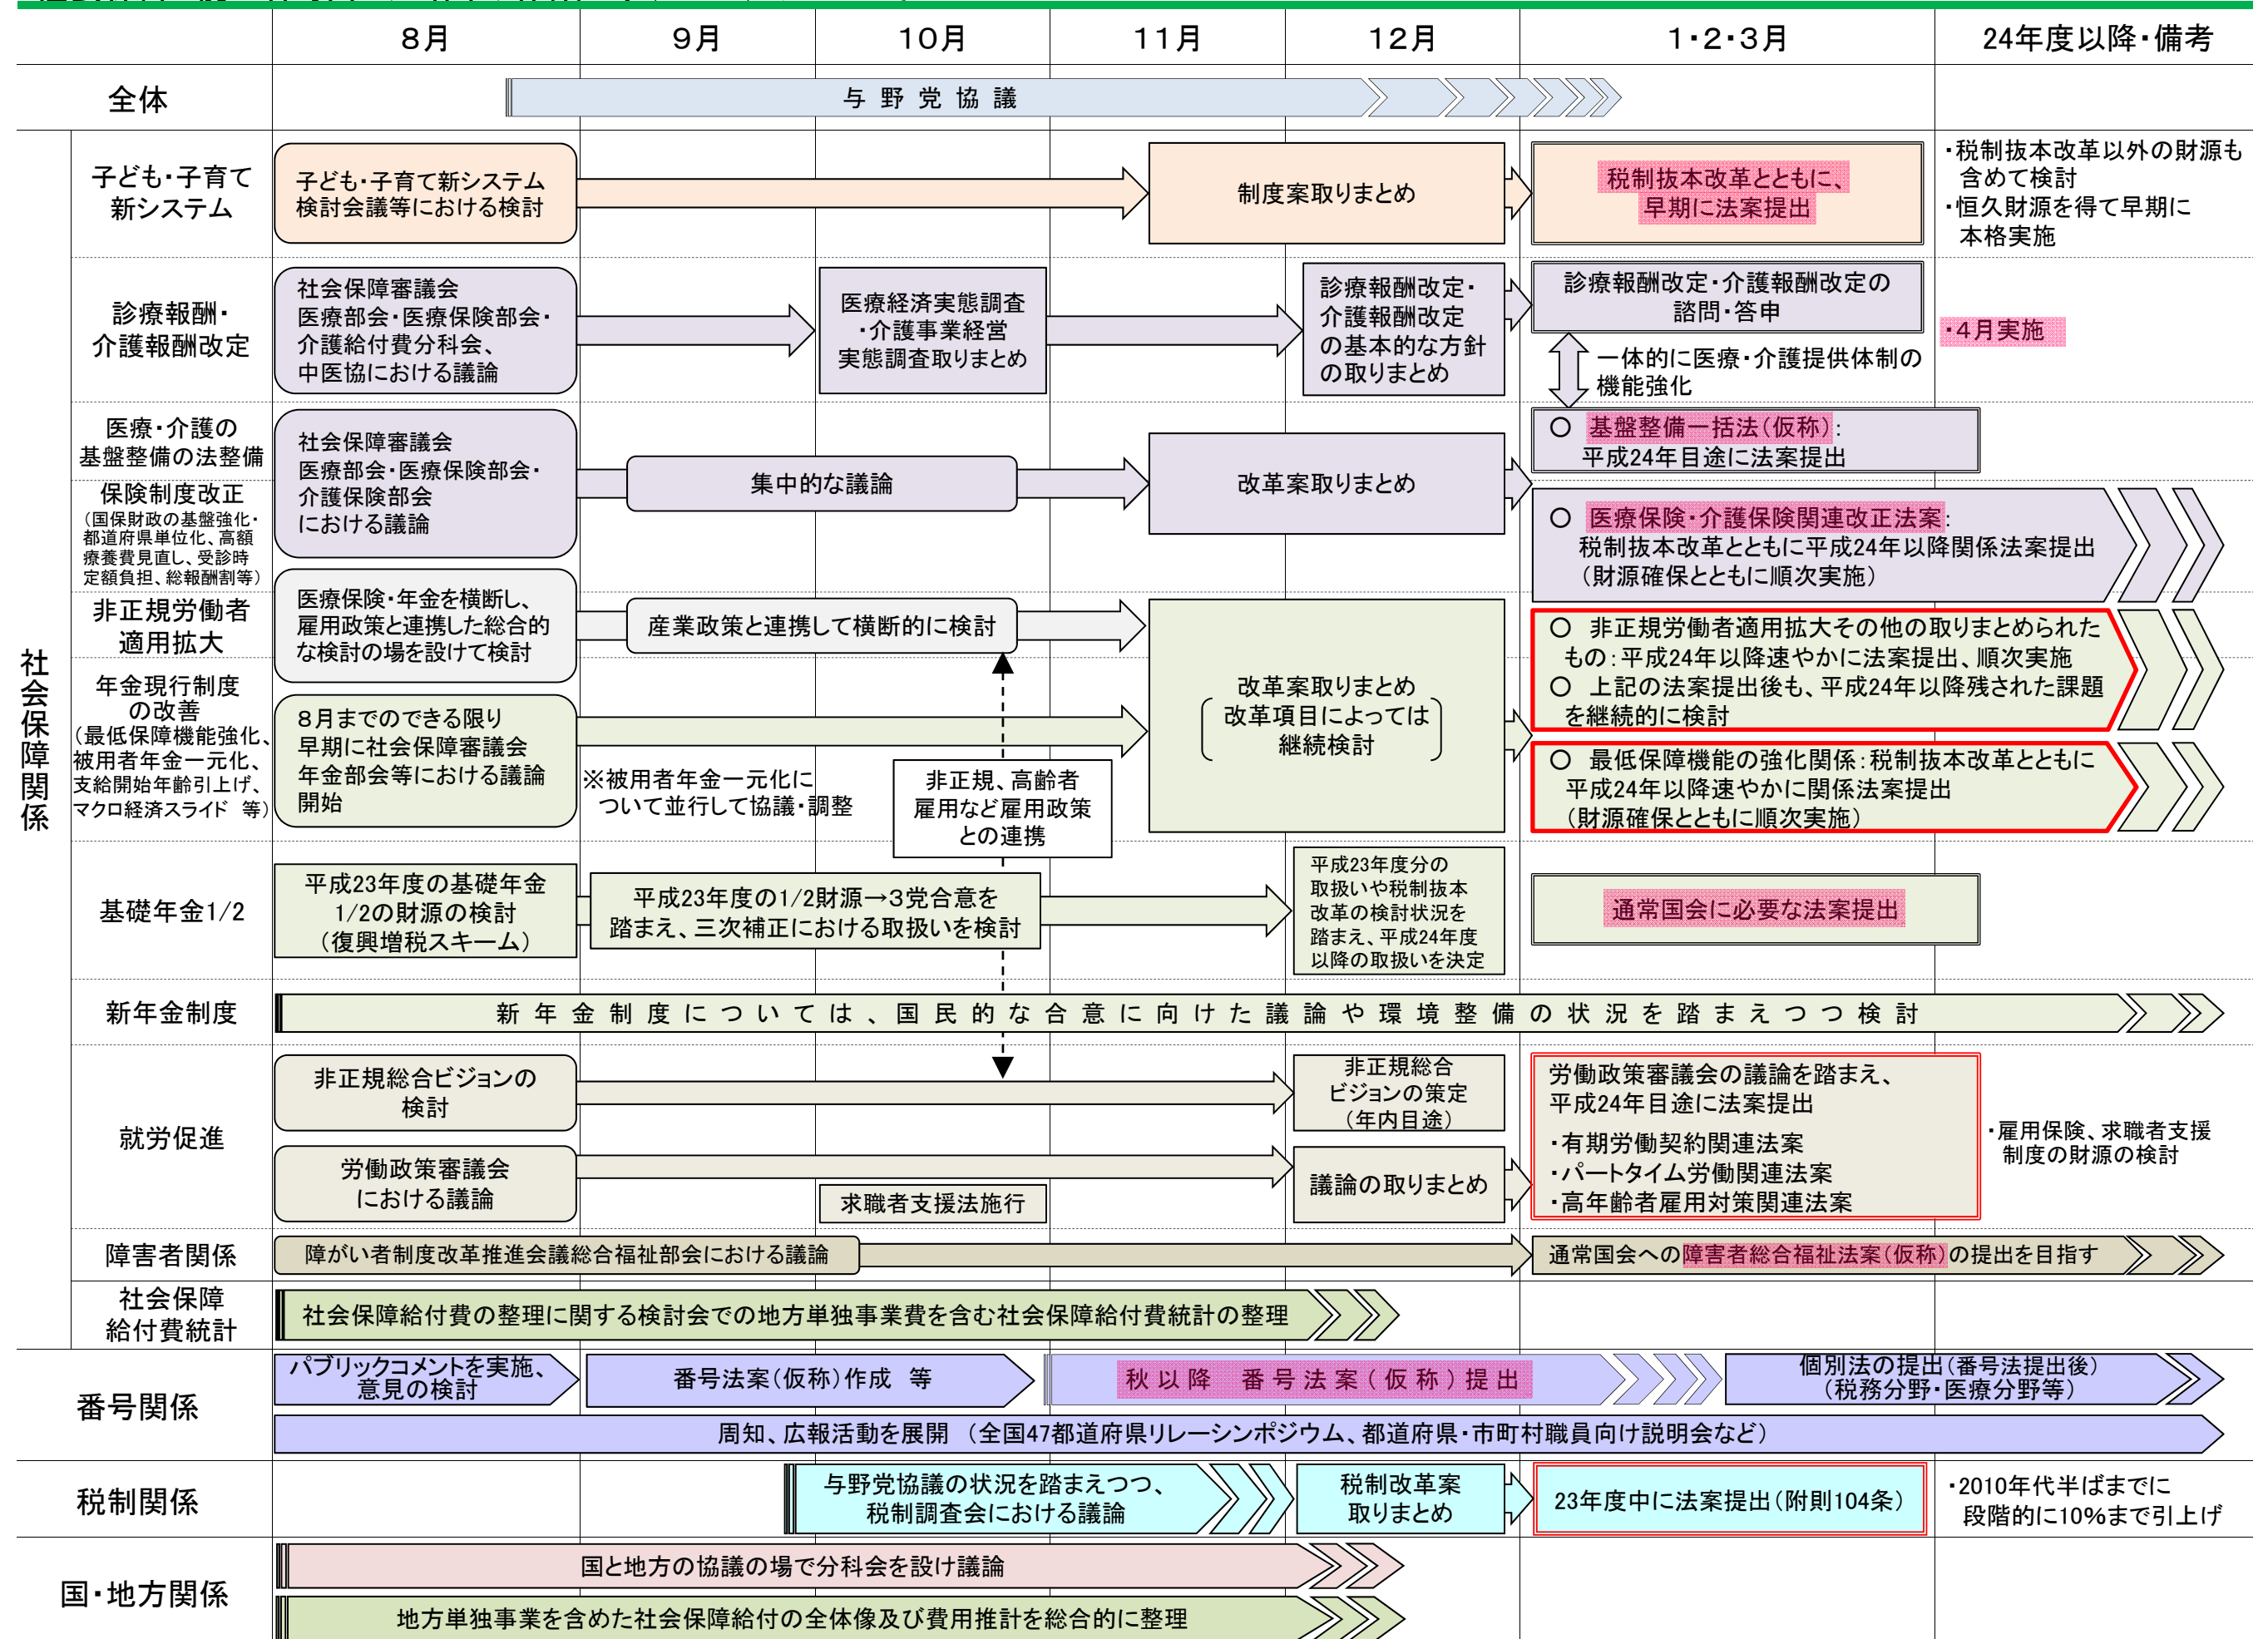 8月
9月
10月
11月
12月
1・2・3月
24年度以降・備考
全体
与野党協議
社会保障関係
子ども・子育て
新システム
子ども・子育て新システム
検討会議等における検討
制度案取りまとめ
税制抜本改革とともに、
早期に法案提出
・税制抜本改革以外の財源も
含めて検討
・恒久財源を得て早期に
本格実施
診療報酬・
介護報酬改定
社会保障審議会
医療部会・医療保険部会・
介護給付費分科会、
中医協における議論
医療経済実態調査
・介護事業経営
実態調査取りまとめ
診療報酬改定・
介護報酬改定
の基本的な方針
の取りまとめ
診療報酬改定・介護報酬改定の
諮問・答申
一体的に医療・介護提供体制の
機能強化
・4月実施
医療・介護の
基盤整備の法整備
保険制度改正
（国保財政の基盤強化・
都道府県単位化、高額
療養費見直し、受診時
定額負担、総報酬割等）
社会保障審議会
医療部会・医療保険部会・
介護保険部会
における議論
集中的な議論
改革案取りまとめ
○ 基盤整備一括法（仮称）：
平成24年目途に法案提出
○ 医療保険・介護保険関連改正法案：
税制抜本改革とともに平成24年以降関係法案提出
（財源確保とともに順次実施）
非正規労働者
適用拡大
医療保険・年金を横断し、
雇用政策と連携した総合的
な検討の場を設けて検討
産業政策と連携して横断的に検討
改革案取りまとめ
改革項目によっては
継続検討
○ 非正規労働者適用拡大その他の取りまとめられた
もの：平成24年以降速やかに法案提出、順次実施
○ 上記の法案提出後も、平成24年以降残された課題
を継続的に検討
年金現行制度
の改善
（最低保障機能強化、
被用者年金一元化、
支給開始年齢引上げ、
マクロ経済スライド 等）
8月までのできる限り
早期に社会保障審議会
年金部会等における議論
開始
※被用者年金一元化に
ついて並行して協議・調整
非正規、高齢者
雇用など雇用政策
との連携
○ 最低保障機能の強化関係：税制抜本改革とともに
平成24年以降速やかに関係法案提出
（財源確保とともに順次実施）
基礎年金1/2
平成23年度の基礎年金
1/2の財源の検討
（復興増税スキーム）
平成23年度の1/2財源→3党合意を
踏まえ、三次補正における取扱いを検討
平成23年度分の
取扱いや税制抜本
改革の検討状況を
踏まえ、平成24年度
以降の取扱いを決定
通常国会に必要な法案提出
新年金制度
新年金制度については、国民的な合意に向けた議論や環境整備の状況を踏まえつつ検討
就労促進
非正規総合ビジョンの
検討
非正規総合
ビジョンの策定
（年内目途）
労働政策審議会
における議論
求職者支援法施行
議論の取りまとめ
労働政策審議会の議論を踏まえ、
平成24年目途に法案提出
・有期労働契約関連法案
・パートタイム労働関連法案
・高年齢者雇用対策関連法案
・雇用保険、求職者支援
制度の財源の検討
障害者関係
障がい者制度改革推進会議総合福祉部会における議論
通常国会への障害者総合福祉法案（仮称）の提出を目指す
社会保障
給付費統計
社会保障給付費の整理に関する検討会での地方単独事業費を含む社会保障給付費統計の整理
番号関係
パブリックコメントを実施、
意見の検討
番号法案（仮称）作成 等
秋以降 番号法案（仮称）提出
個別法の提出（番号法提出後）
（税務分野・医療分野等）
周知、広報活動を展開 （全国47都道府県リレーシンポジウム、都道府県・市町村職員向け説明会など）
税制関係
与野党協議の状況を踏まえつつ、
税制調査会における議論
税制改革案
取りまとめ
23年度中に法案提出（附則104条）
・2010年代半ばまでに
段階的に10％まで引上げ
国・地方関係
国と地方の協議の場で分科会を設け議論
地方単独事業を含めた社会保障給付の全体像及び費用推計を総合的に整理